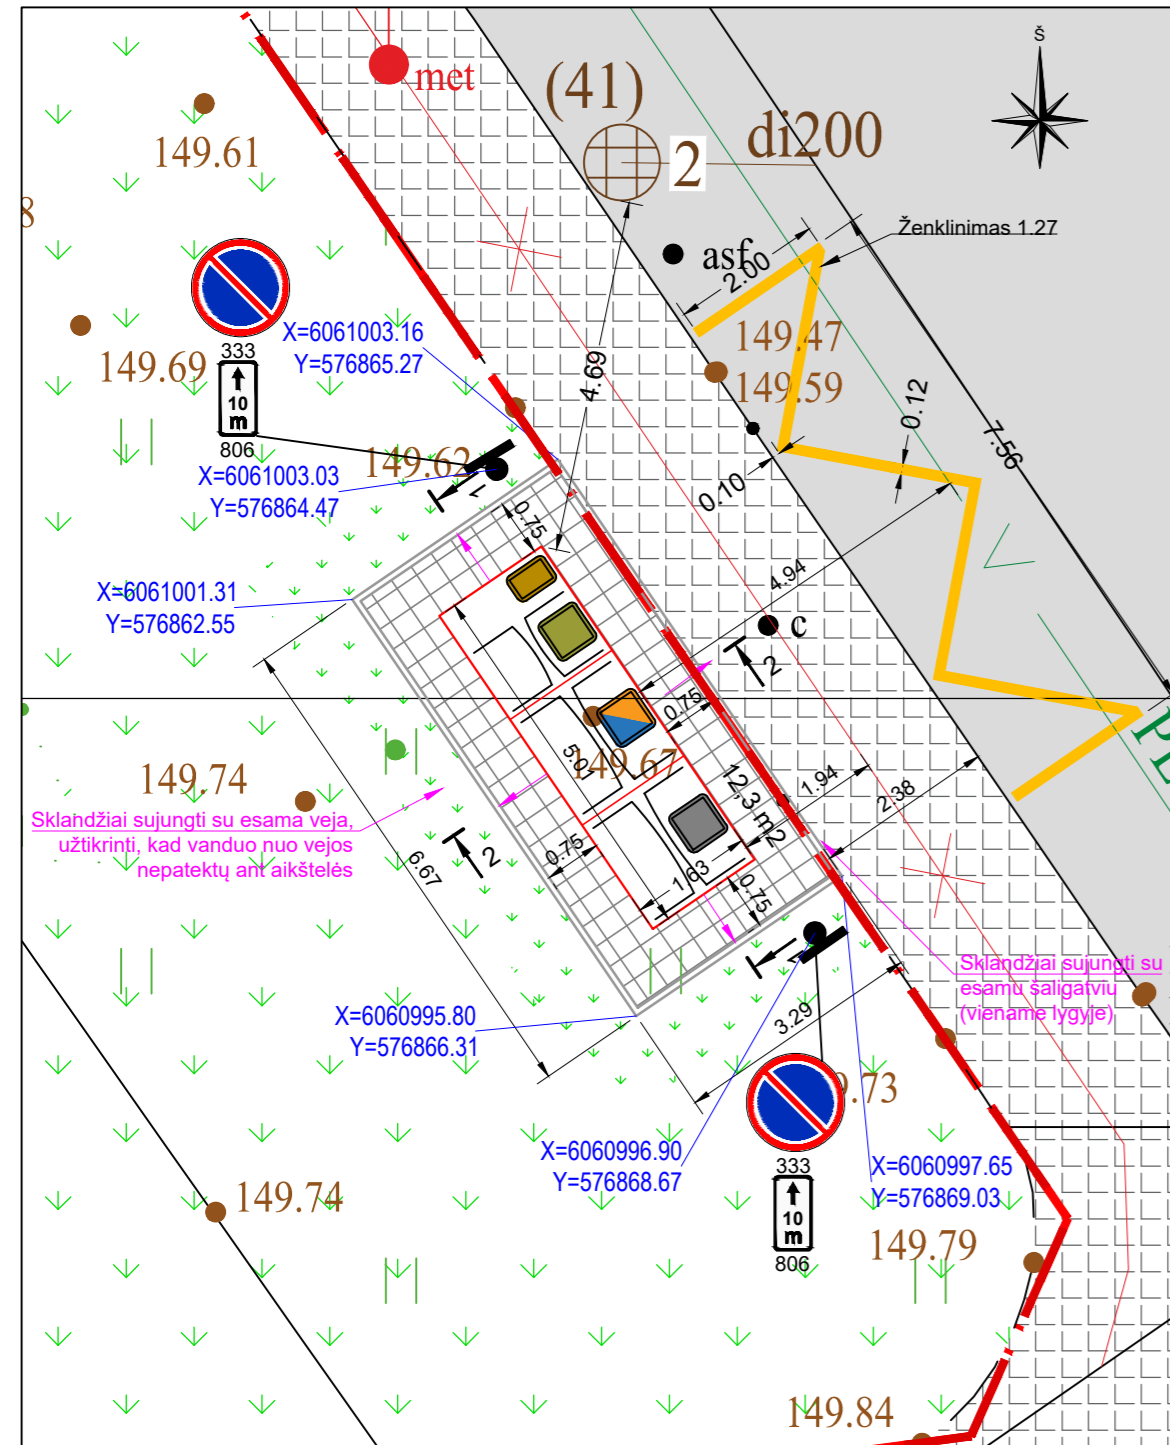 Š
met
(41)
2
di200
149.61
8
Ženklinimas 1.27
asf
2.00
149.47
149.69
333
10
m
806
X=6061003.16
Y=576865.27
4.69
149.59
0.12
7.56
149.62
X=6061003.03
Y=576864.47
1
0.75
0.10
4.94
X=6061001.31
Y=576862.55
c
2
0.75
149.67
5.0
12,3 m2
1.94
2.38
149.74
Sklandžiai sujungti su esama veja,
užtikrinti, kad vanduo nuo vejos
nepatektų ant aikštelės
6.67
2
0.75
1.63
0.75
1
Sklandžiai sujungti su
esamu šaligatviu
(viename lygyje)
X=6060995.80
Y=576866.31
3.29
9.73
X=6060996.90
Y=576868.67
333
10
m
806
X=6060997.65
Y=576869.03
149.74
149.79
149.84